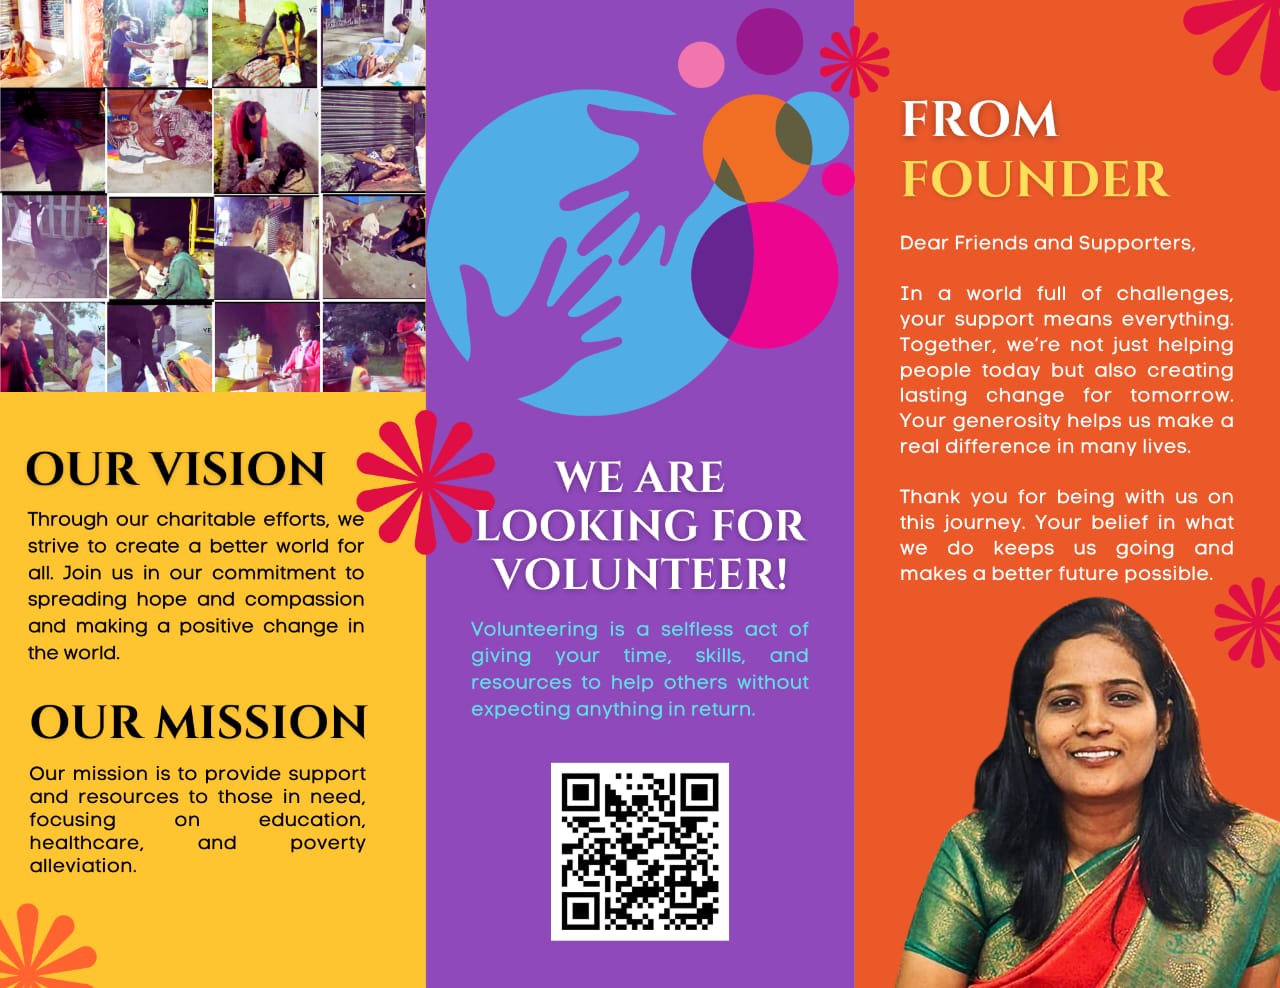 OUR VISION
Through our charitable efforts, we
strive to create a better world for
all. Join us in our commitment to
spreading hope and compassion
and making a positive change in
the world.
OUR MISSION
Our mission is to provide support
and resources to those in need,
focusing on education,
healthcare, and poverty
alleviation.
WE ARE
LOOKING FOR
VOLUNTEER!
Volunteering is a selfless act of
giving your time, skills, and
resources to help others without
expecting anything in return.
FROM
FOUNDER
Dear Friends and Supporters,
In a world full of challenges,
your support means everything.
Together, we're not just helping
people today but also creating
lasting change for tomorrow.
Your generosity helps us make a
real difference in many lives.
Thank you for being with us on
this journey. Your belief in what
we do keeps us going and
makes a better future possible.